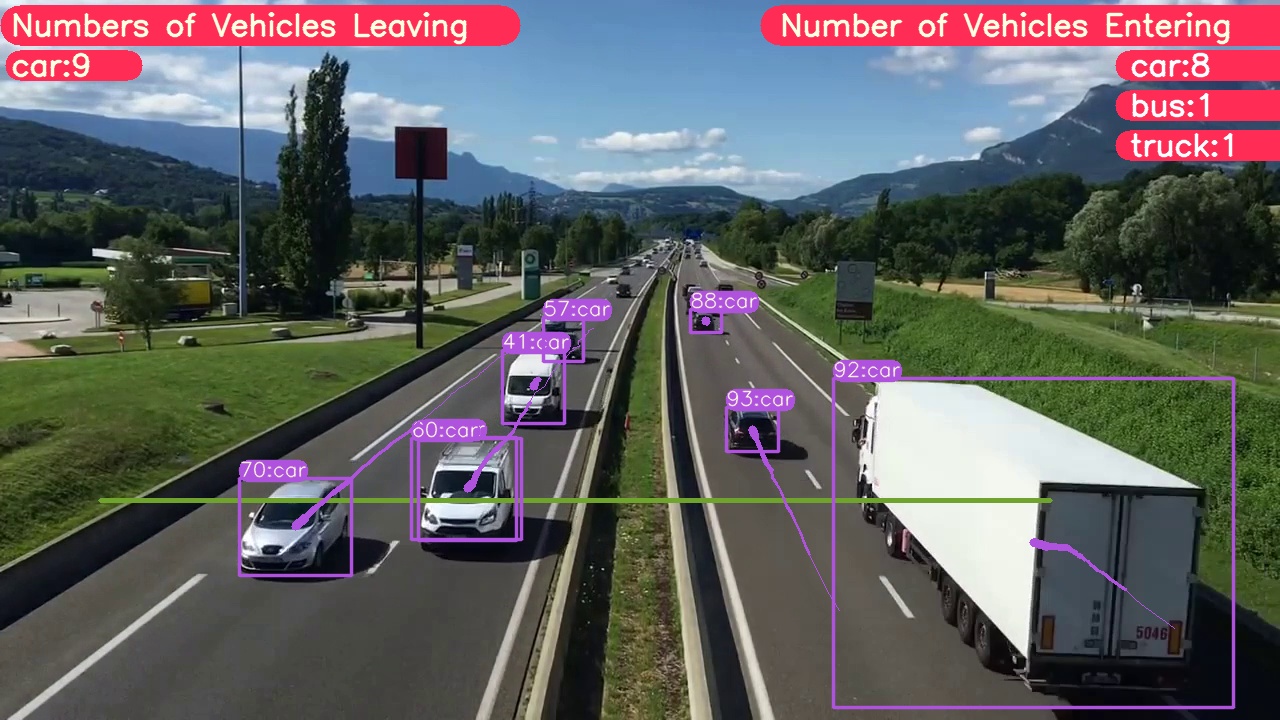 Numbers of Vehicles Leaving
Number of Vehicles Entering
car:9
car:8
bus:1
truck:1
88:car
57:car
41:car
92:car
93:car
60:car
70:car
5046